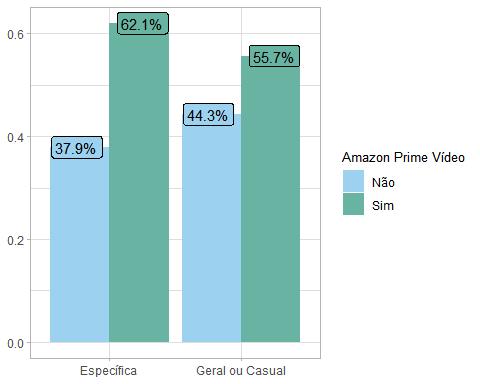 0.6
0.4
0.2
0.0
62.1%
55.7%
44.3%
37.9%
Específica
Geral ou Casual
Amazon Prime Vídeo
Não
Sim